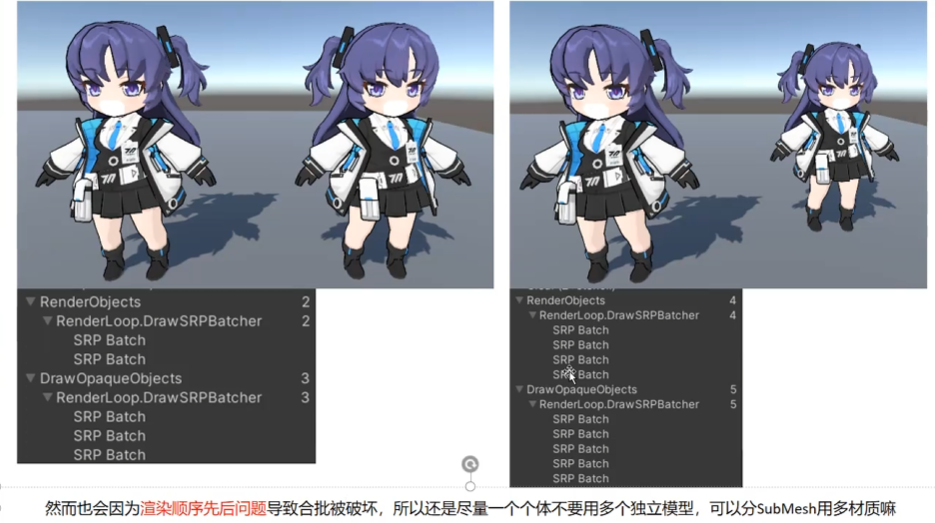 RenderObjects 2
RenderLoop.DrawSRPBatcher 2
SRP Batch
SRP Batch
DrawOpaqueObjects 3
RenderLoop.DrawSRPBatcher 3
SRP Batch
SRP Batch
SRP Batch
RenderObjects 4
RenderLoop.DrawSRPBatcher 4
SRP Batch
SRP Batch
SRP Batch
SRP Batch
DrawOpaqueObjects 5
RenderLoop.DrawSRPBatcher 5
SRP Batch
SRP Batch
SRP Batch
SRP Batch
SRP Batch
然而也会因为渲染顺序先后问题导致合批被破坏，所以还是尽量一个个体不要用多个独立模型，可以分SubMesh用多材质嘛